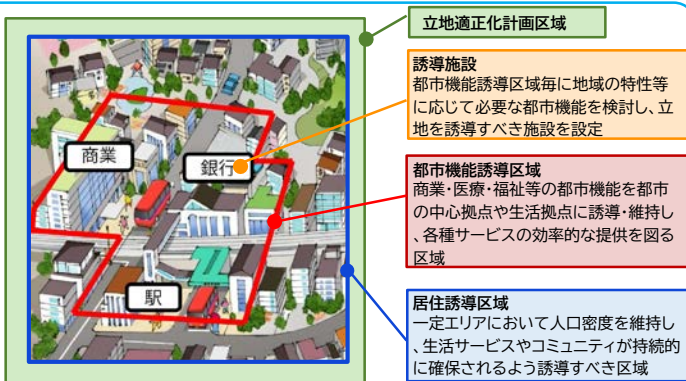 立地適正化計画区域
誘導施設
都市機能誘導区域毎に地域の特性等
に応じて必要な都市機能を検討し、立
地を誘導すべき施設を設定
商業
銀行
都市機能誘導区域
商業・医療・福祉等の都市機能を都市
の中心拠点や生活拠点に誘導・維持し
、各種サービスの効率的な提供を図る
区域
駅
居住誘導区域
一定エリアにおいて人口密度を維持し
、生活サービスやコミュニティが持続的
に確保されるよう誘導すべき区域